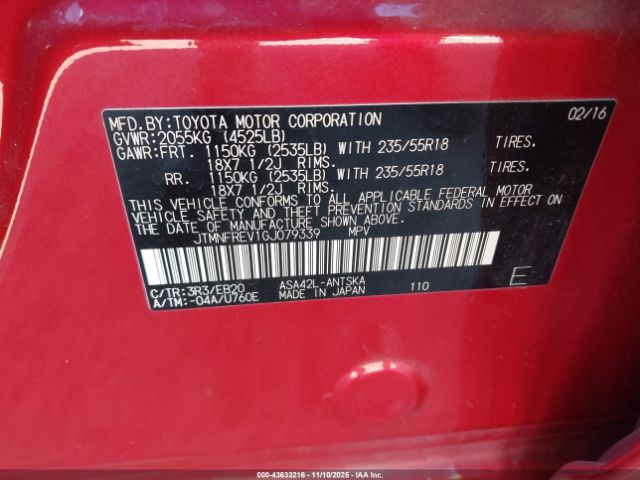 MFD.BY:TOYOTA MOTOR CORPORATION 02/16
GVWR:2055KG (4525LB)
GAWR:FRT. 1150KG (2535LB) WITH 235/55R18 TIRES.
18X7 1/2J RIMS.
RR. 1150KG (2535LB) WITH 235/55R18 TIRES.
18X7 1/2J RIMS.
THIS VEHICLE CONFORMS TO ALL APPLICABLE FEDERAL MOTOR
VEHICLE SAFETY AND THEFT PREVENTION STANDARDS IN EFFECT ON
THE DATE OF MANUFACTURE SHOWN ABOVE.
JTMNFREV1GJ079339 MPV
C/TR:3R3/EB20 ASA42L-ANTSKA 110 E
A/TM:-04A/U760E MADE IN JAPAN
000-43633216 - 11/10/2025 - IAA Inc.